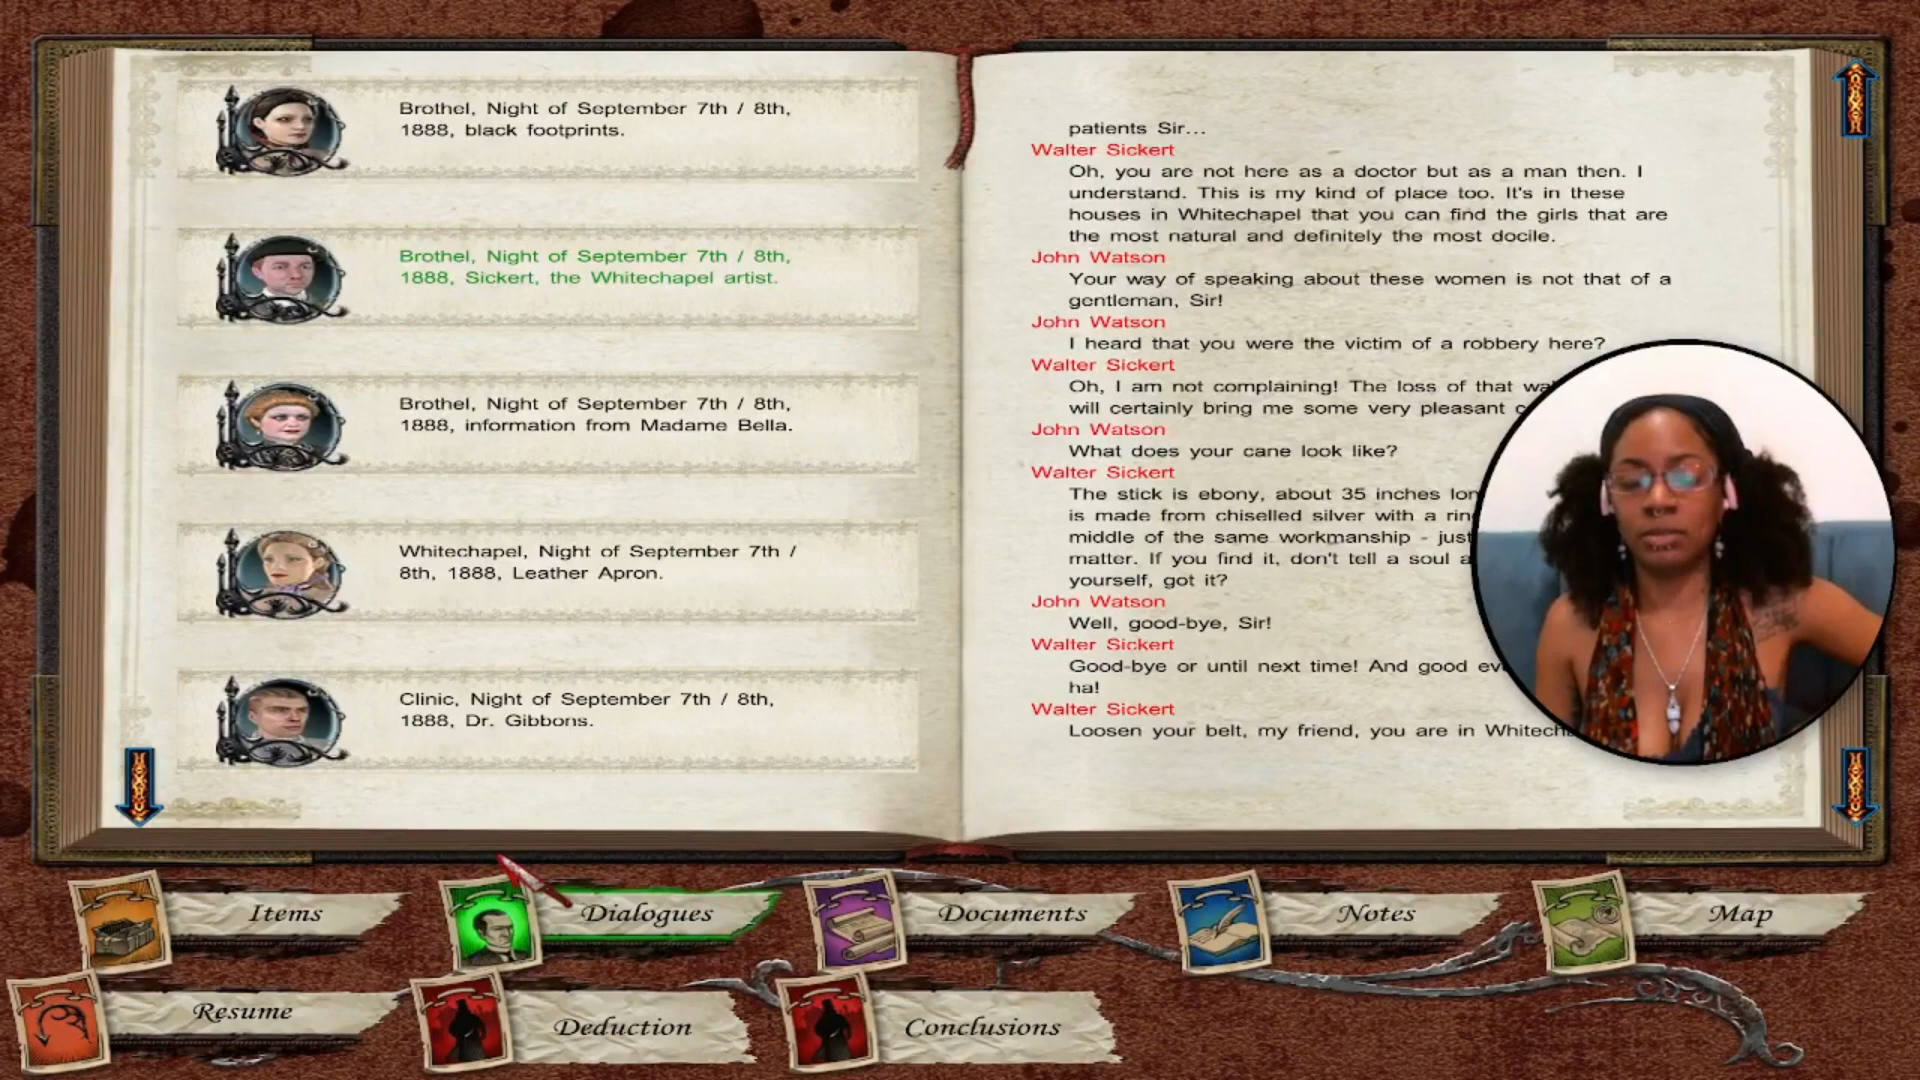 Brothel, Night of September 7th / 8th,
1888, black footprints.
Brothel, Night of September 7th / 8th,
1888, Sickert, the Whitechapel artist.
Brothel, Night of September 7th / 8th,
1888, information from Madame Bella.
Whitechapel, Night of September 7th /
8th, 1888, Leather Apron.
Clinic, Night of September 7th / 8th,
1888, Dr. Gibbons.
patients Sir...
Walter Sickert
Oh, you are not here as a doctor but as a man then. I
understand. This is my kind of place too. It's in these
houses in Whitechapel that you can find the girls that are
the most natural and definitely the most docile.
John Watson
Your way of speaking about these women is not that of a
gentleman, Sir!
John Watson
I heard that you were the victim of a robbery here?
Walter Sickert
Oh, I am not complaining! The loss of that
will certainly bring me some very pleasant
John Watson
What does your cane look like?
Walter Sickert
The stick is ebony, about 35 inches
is made from chiselled silver with a
middle of the same workmanship - just
matter. If you find it, don't tell a soul
yourself, got it?
John Watson
Well, good-bye, Sir!
Walter Sickert
Good-bye or until next time! And good
ha!
Walter Sickert
Loosen your belt, my friend, you are in
Items
Dialogues
Documents
Notes
Map
Resume
Deduction
Conclusions